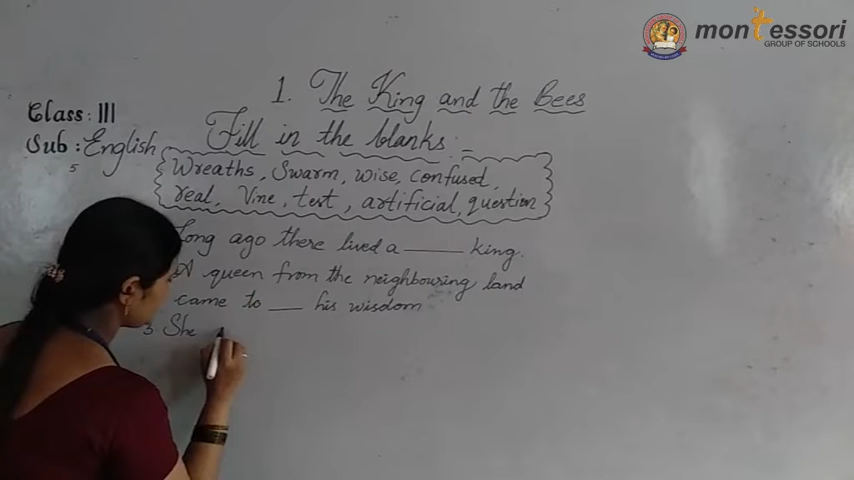 montessori
GROUP OF SCHOOLS
1. The King and the Bees
Class: III
Sub: English
Fill in the blanks:-
Wreaths, Swarm, wise, confused,
real, Vine, test, artificial, question
Long ago there lived a ____ king.
A queen from the neighbouring land
came to ___ his wisdom
3. She